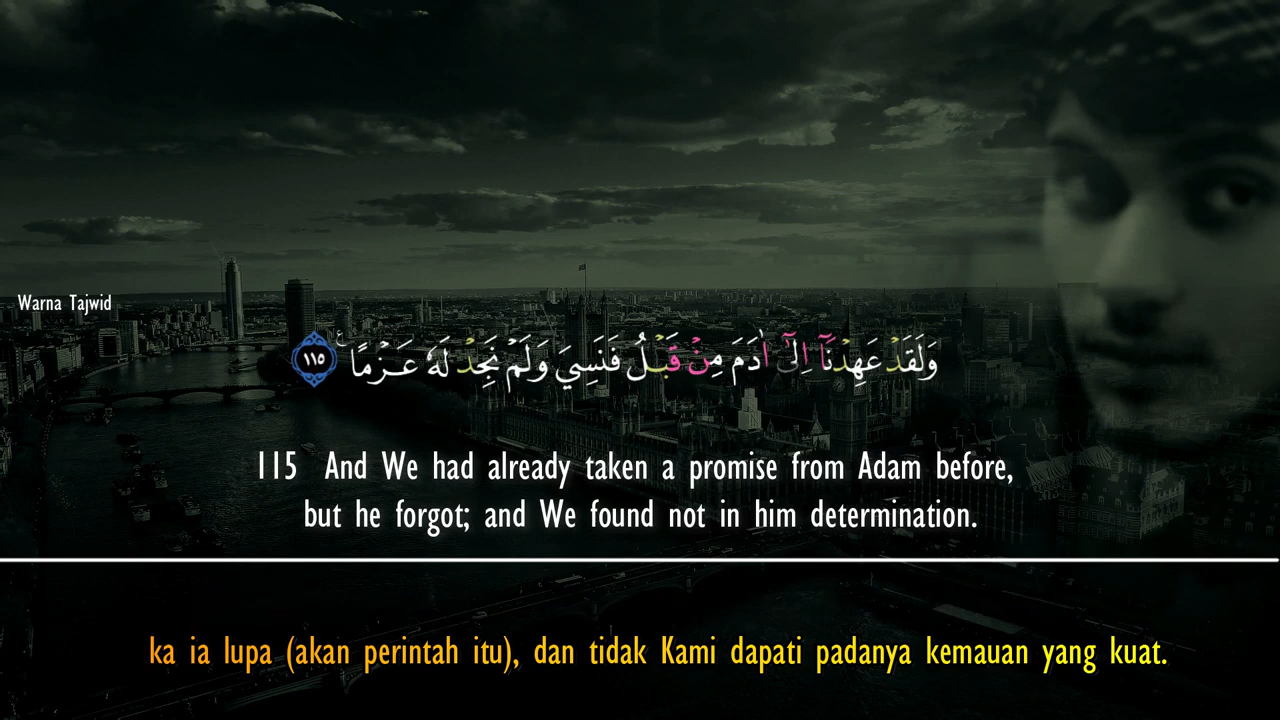 Warna Tajwid
وَلَقَدْ عَهِدْنَآ اِلٰٓى اٰدَمَ مِنْ قَبْلُ فَنَسِيَ وَلَمْ نَجِدْ لَهٗ عَزْمًا ۚ ١١٥
115 And We had already taken a promise from Adam before,
but he forgot; and We found not in him determination.
ka ia lupa (akan perintah itu), dan tidak Kami dapati padanya kemauan yang kuat.